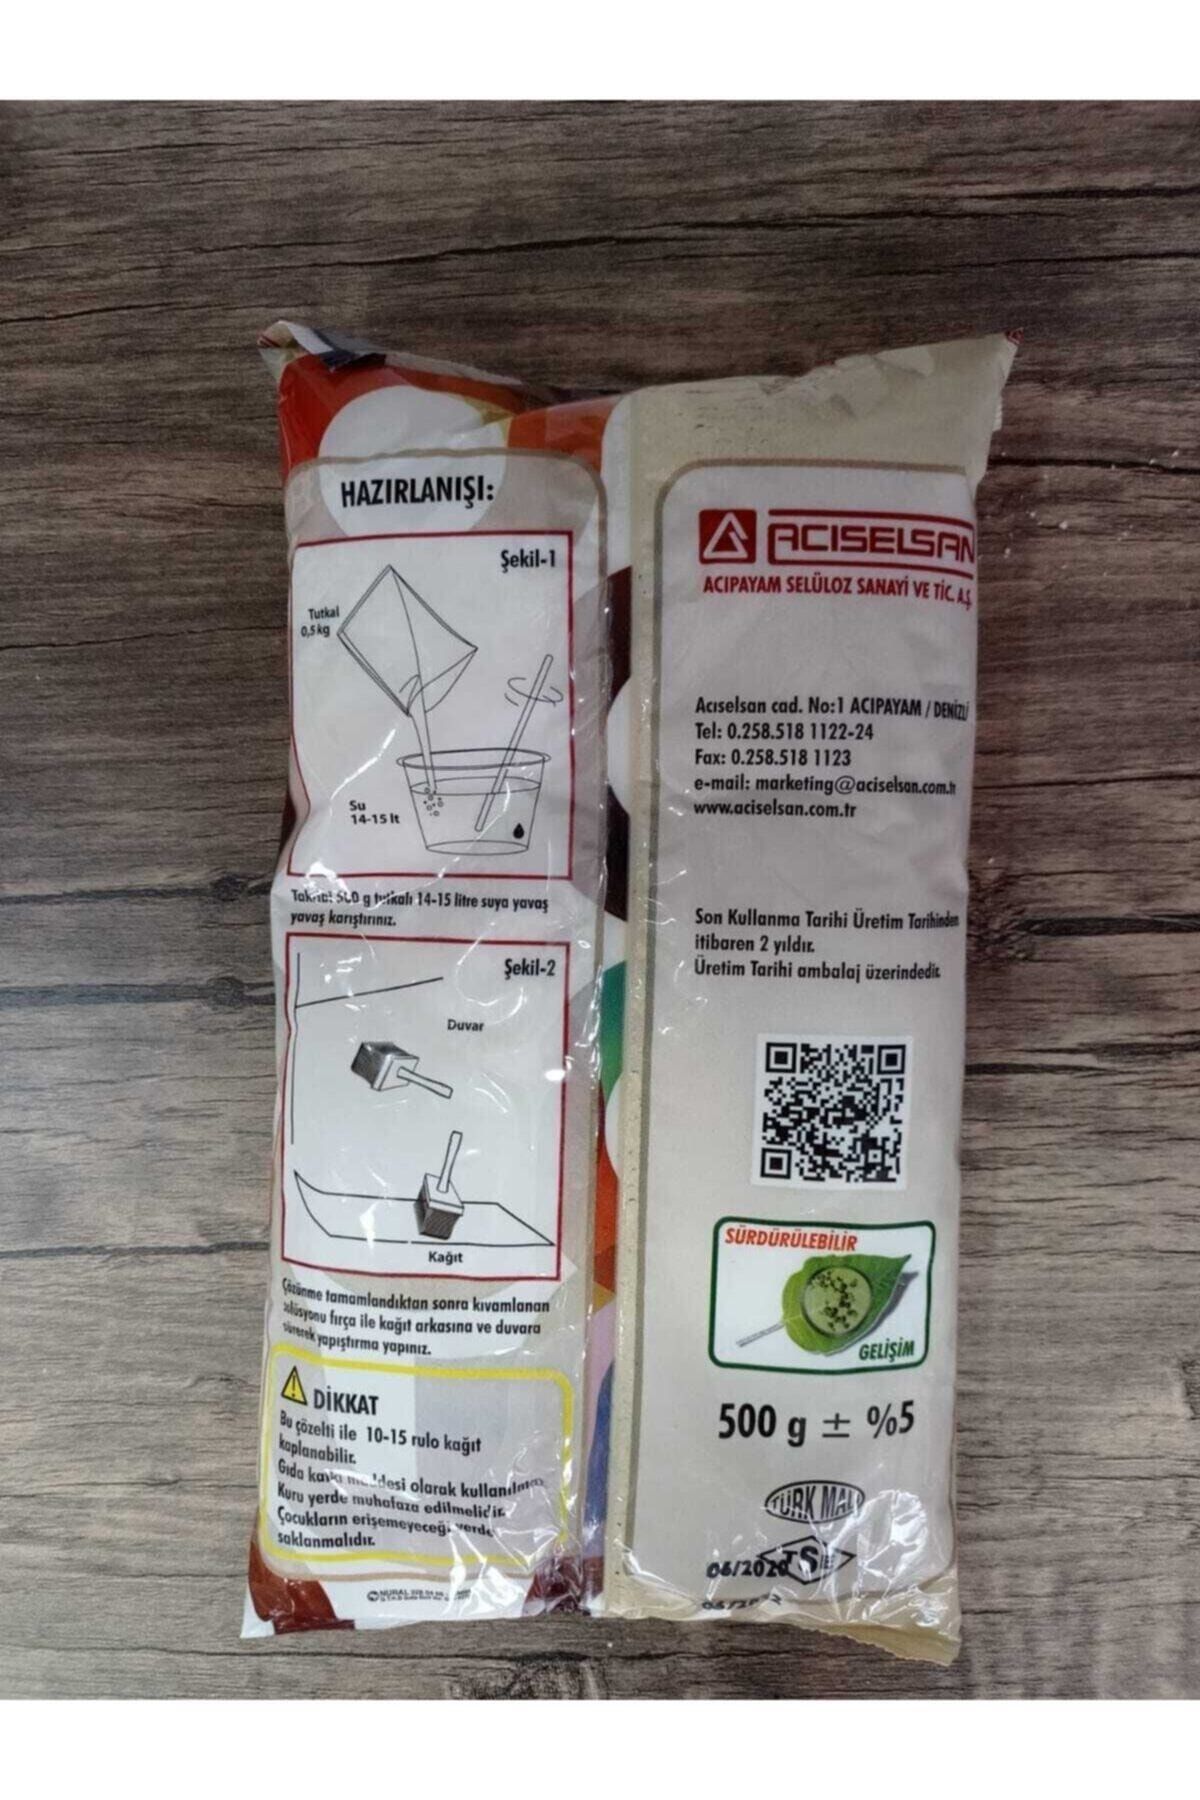 HAZIRLANIŞI:
Şekil-1
Tutkal
0,5 kg
Su
14-15 lt
500 g tutkalı 14-15 litre suya yavaş
yavaş karıştırınız.
Şekil-2
Duvar
Kağıt
Çözünme tamamlandıktan sonra kıvamlanan
solüsyonu fırça ile kağıt arkasına ve duvara
sürerek yapıştırma yapınız.
DİKKAT
Bu çözelti ile 10-15 rulo kağıt
kaplanabilir.
Gıda maddesi olarak kullanılmaz
Kuru yerde muhafaza edilmelidir.
Çocukların erişemeyeceği yerde
saklanmalıdır.
NURAL
ACISELSAN
ACIPAYAM SELÜLOZ SANAYİ VE TİC. A.Ş.
Acıselsan cad. No:1 ACIPAYAM / DENİZLİ
Tel: 0.258.518 1122-24
Fax: 0.258.518 1123
e-mail: marketing@aciselsan.com.tr
www.aciselsan.com.tr
Son Kullanma Tarihi Üretim Tarihinden
itibaren 2 yıldır.
Üretim Tarihi ambalaj üzerindedir.
SÜRDÜRÜLEBİLİR
GELİŞİM
500 g ± %5
TÜRK MALI
TSE
06/2020